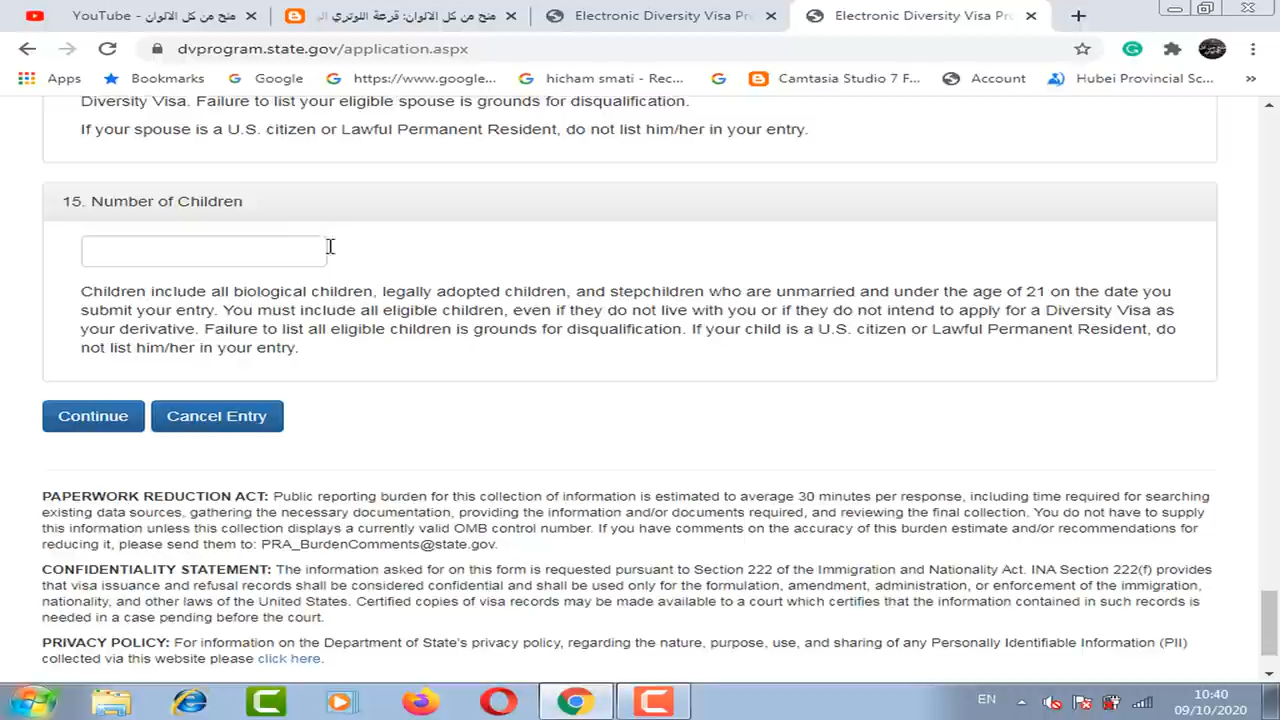 YouTube - منح من كل الالوان
منح من كل الالوان: قرعة اللوتري الـ
Electronic Diversity Visa Pr
Electronic Diversity Visa Pr
dvprogram.state.gov/application.aspx
Apps Bookmarks Google https://www.google... hicham smati - Rec... Camtasia Studio 7 F... Account Hubei Provincial Sc... »
Diversity Visa. Failure to list your eligible spouse is grounds for disqualification.
If your spouse is a U.S. citizen or Lawful Permanent Resident, do not list him/her in your entry.
15. Number of Children
Children include all biological children, legally adopted children, and stepchildren who are unmarried and under the age of 21 on the date you
submit your entry. You must include all eligible children, even if they do not live with you or if they do not intend to apply for a Diversity Visa as
your derivative. Failure to list all eligible children is grounds for disqualification. If your child is a U.S. citizen or Lawful Permanent Resident, do
not list him/her in your entry.
Continue Cancel Entry
PAPERWORK REDUCTION ACT: Public reporting burden for this collection of information is estimated to average 30 minutes per response, including time required for searching
existing data sources, gathering the necessary documentation, providing the information and/or documents required, and reviewing the final collection. You do not have to supply
this information unless this collection displays a currently valid OMB control number. If you have comments on the accuracy of this burden estimate and/or recommendations for
reducing it, please send them to: PRA_BurdenComments@state.gov.
CONFIDENTIALITY STATEMENT: The information asked for on this form is requested pursuant to Section 222 of the Immigration and Nationality Act. INA Section 222(f) provides
that visa issuance and refusal records shall be considered confidential and shall be used only for the formulation, amendment, administration, or enforcement of the immigration,
nationality, and other laws of the United States. Certified copies of visa records may be made available to a court which certifies that the information contained in such records is
needed in a case pending before the court.
PRIVACY POLICY: For information on the Department of State's privacy policy, regarding the nature, purpose, use, and sharing of any Personally Identifiable Information (PII)
collected via this website please click here.
EN
10:40
09/10/2020